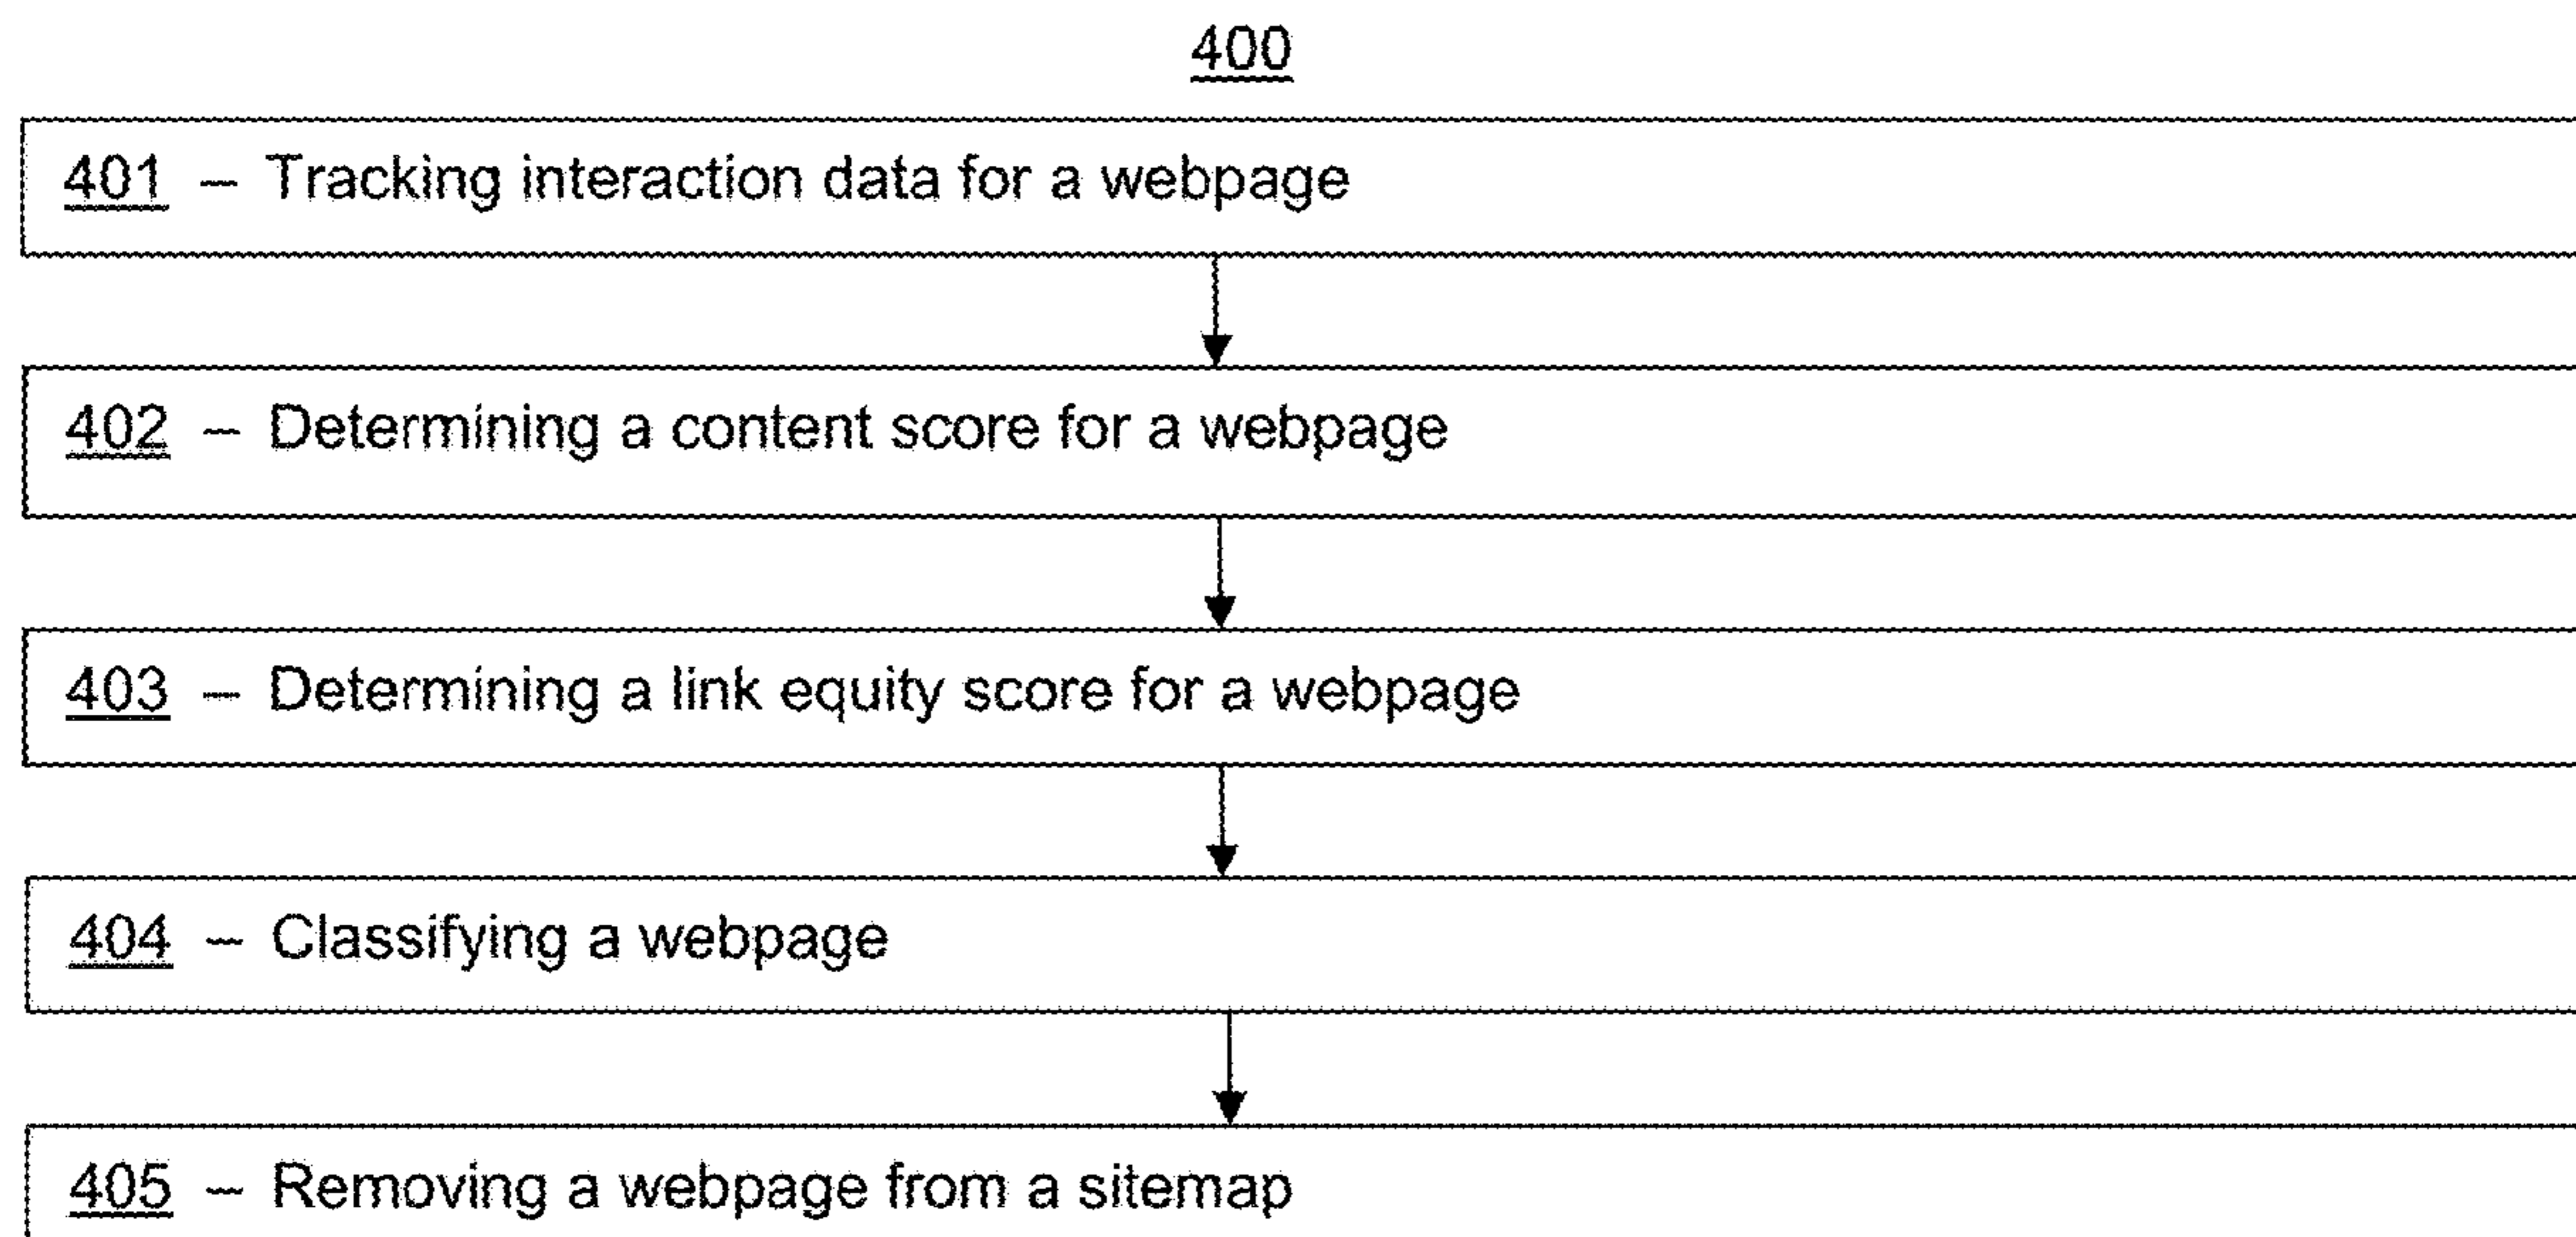 400
401 – Tracking interaction data for a webpage
402 – Determining a content score for a webpage
403 – Determining a link equity score for a webpage
404 – Classifying a webpage
405 – Removing a webpage from a sitemap